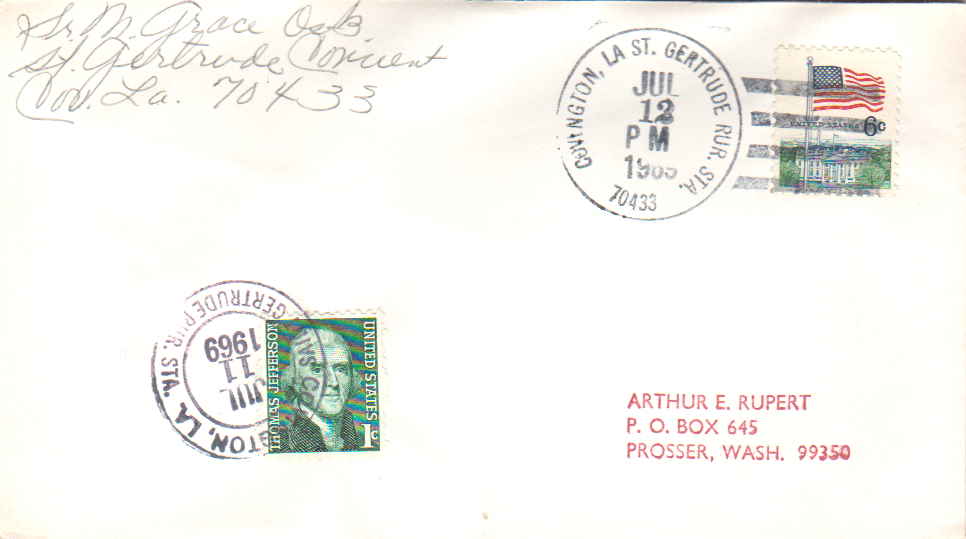 Sr. M. Grace Osb
St. Gertrude Convent
Cov. La. 70433
COVINGTON, LA ST. GERTRUDE RUR. STA.
JUL
12
PM
70433
UNITED STATES 6c
GERTRUDE RUR. STA.
JUL
11
1969
THOMAS JEFFERSON
UNITED STATES 1¢
ARTHUR E. RUPERT
P. O. BOX 645
PROSSER, WASH. 99350